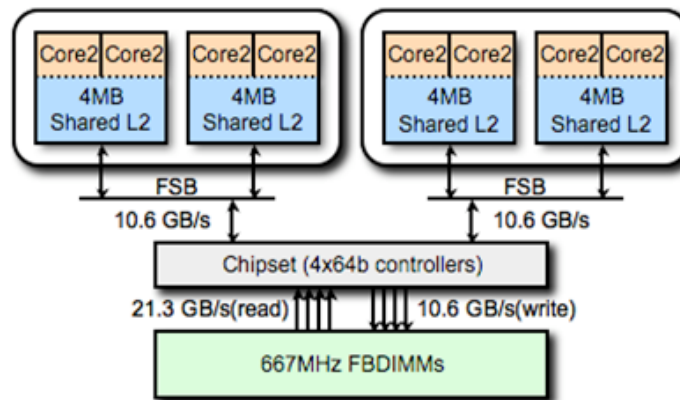 Core2 Core2 Core2 Core2 Core2 Core2 Core2 Core2
4MB 4MB 4MB 4MB
Shared L2 Shared L2 Shared L2 Shared L2
FSB FSB
10.6 GB/s 10.6 GB/s
Chipset (4x64b controllers)
21.3 GB/s(read) 10.6 GB/s(write)
667MHz FBDIMMs